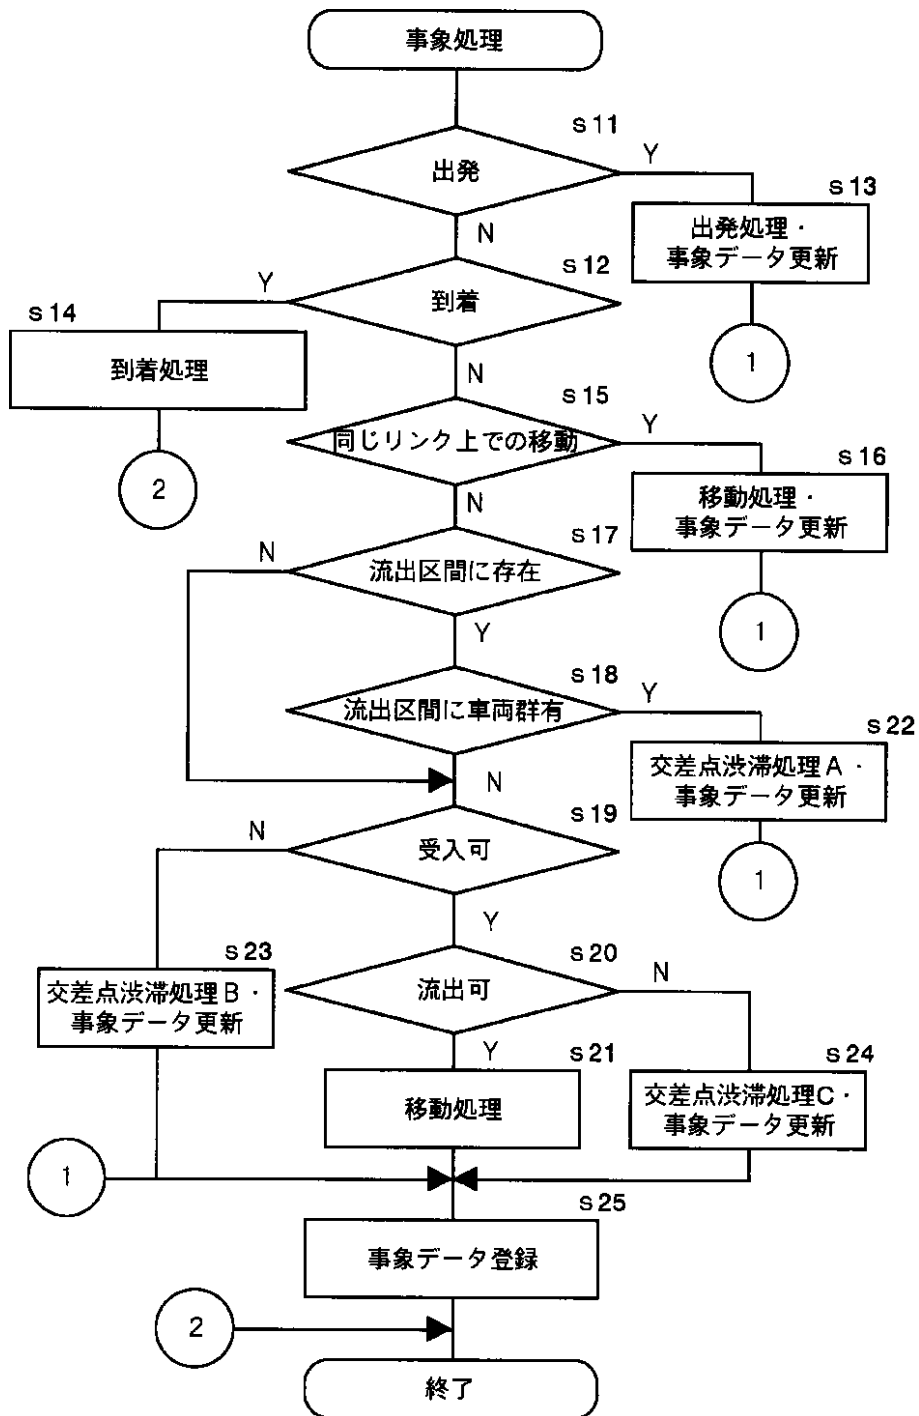 事象処理
s11
出発
Y
s13
出発処理・
事象データ更新
N
s12
Y
到着
s14
到着処理
1
N
s15
同じリンク上での移動
Y
s16
移動処理・
事象データ更新
2
N
s17
N
流出区間に存在
1
Y
s18
流出区間に車両群有
Y
s22
交差点渋滞処理A・
事象データ更新
N
s19
N
受入可
1
Y
s23
交差点渋滞処理B・
事象データ更新
s20
流出可
N
Y
s21
移動処理
s24
交差点渋滞処理C・
事象データ更新
1
s25
事象データ登録
2
終了